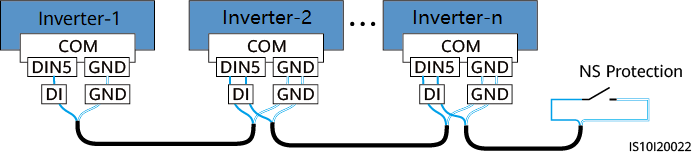 Inverter-1
COM
DIN5 GND
DI GND
Inverter-2
COM
DIN5 GND
DI GND
...
Inverter-n
COM
DIN5 GND
DI GND
NS Protection
IS10I20022